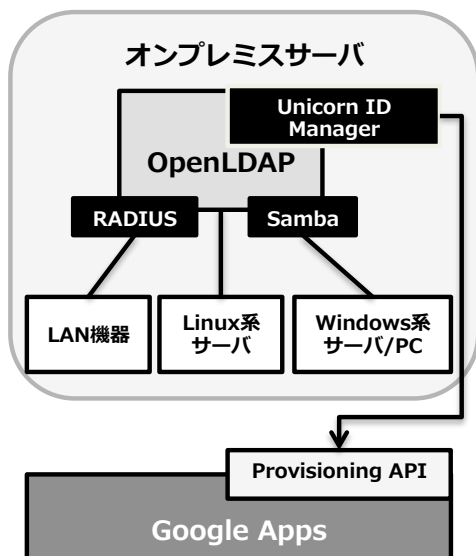 オンプレミスサーバ
Unicorn ID
Manager
OpenLDAP
RADIUS
Samba
LAN機器
Linux系
サーバ
Windows系
サーバ/PC
Provisioning API
Google Apps